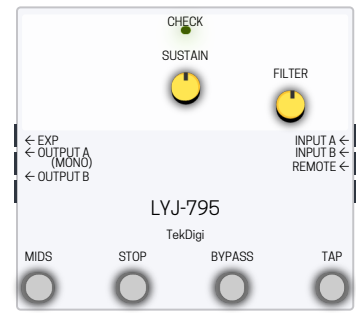 CHECK
SUSTAIN
FILTER
← EXP
← OUTPUT A
(MONO)
← OUTPUT B
INPUT A ←
INPUT B ←
REMOTE ←
LYJ-795
TekDigi
MIDS STOP BYPASS TAP